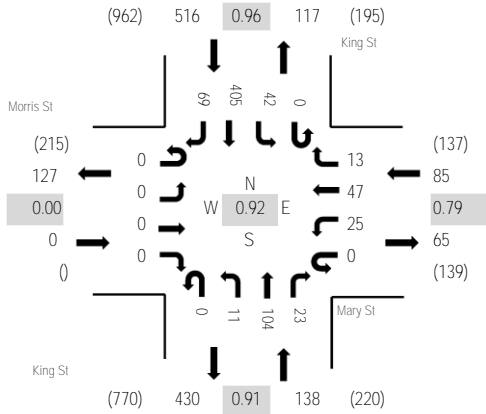 (962) 516 0.96 117 (195)
King St
69 405 42 0
Morris St
(215)
127
0.00
0
()
0
0
0
0
N
W 0.92 E
S
13
47
25
0
(137)
85
0.79
65
(139)
0 11 104 23
Mary St
King St
(770) 430 0.91 138 (220)